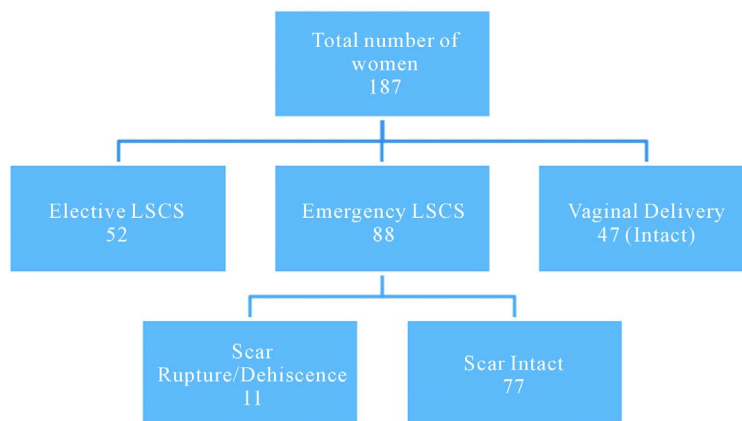 Total number of
women
187
Elective LSCS
52
Emergency LSCS
88
Vaginal Delivery
47 (Intact)
Scar
Rupture/Dehiscence
11
Scar Intact
77